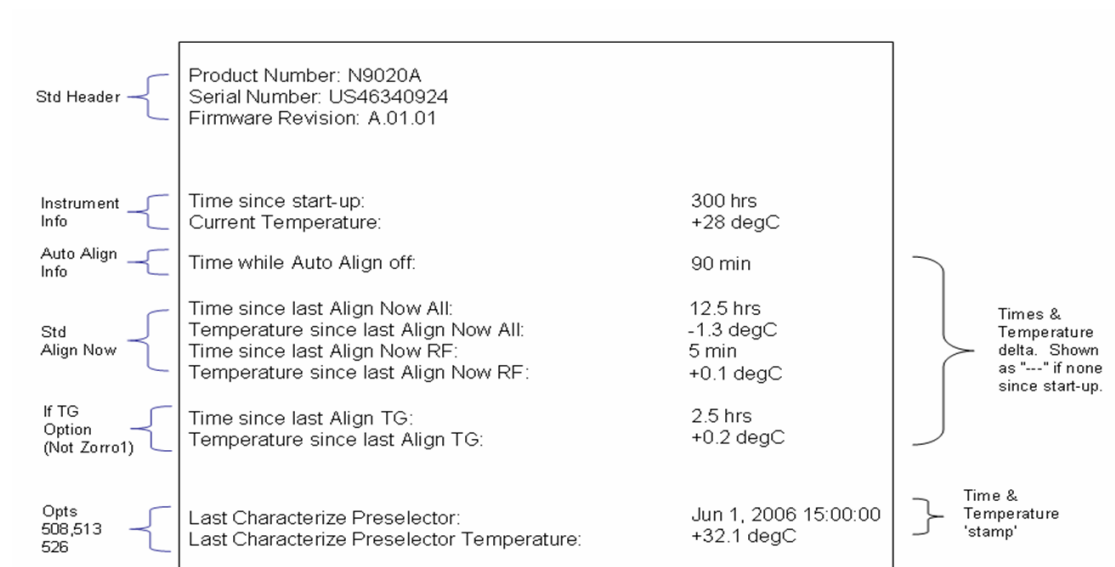 Std Header
Product Number: N9020A
Serial Number: US46340924
Firmware Revision: A.01.01
Instrument
Info
Time since start-up: 300 hrs
Current Temperature: +28 degC
Auto Align
Info
Time while Auto Align off: 90 min
Std
Align Now
Time since last Align Now All: 12.5 hrs
Temperature since last Align Now All: -1.3 degC
Time since last Align Now RF: 5 min
Temperature since last Align Now RF: +0.1 degC
Times &
Temperature
delta. Shown
as "---" if none
since start-up.
If TG
Option
(Not Zorro1)
Time since last Align TG: 2.5 hrs
Temperature since last Align TG: +0.2 degC
Opts
508,513
526
Last Characterize Preselector: Jun 1, 2006 15:00:00
Last Characterize Preselector Temperature: +32.1 degC
Time &
Temperature
'stamp'